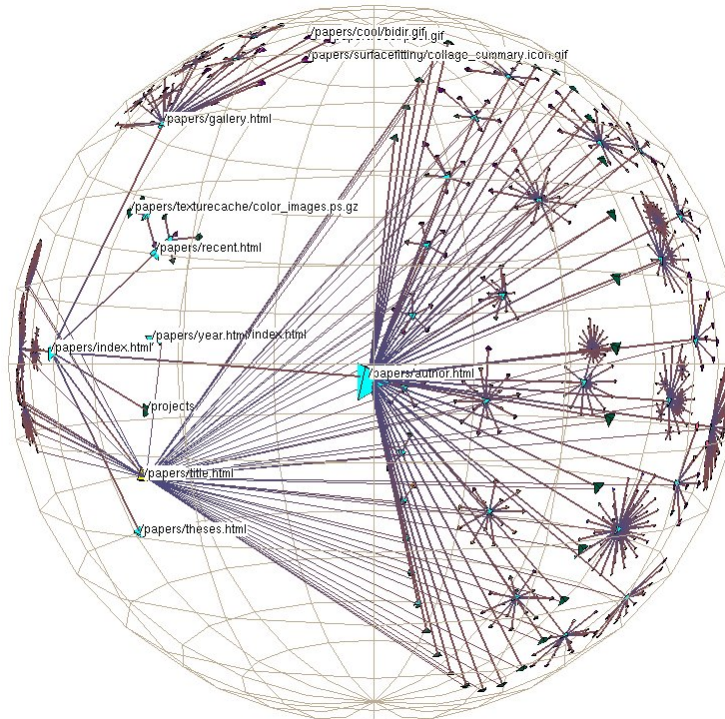 /papers/cool/bidir.gif
/papers/surfacefitting/collage_summary.icon.gif
/papers/gallery.html
/papers/texturecache/color_images.ps.gz
/papers/recent.html
/papers/year.html
/index.html
/papers/index.html
/papers/author.html
/projects
/papers/title.html
/papers/theses.html